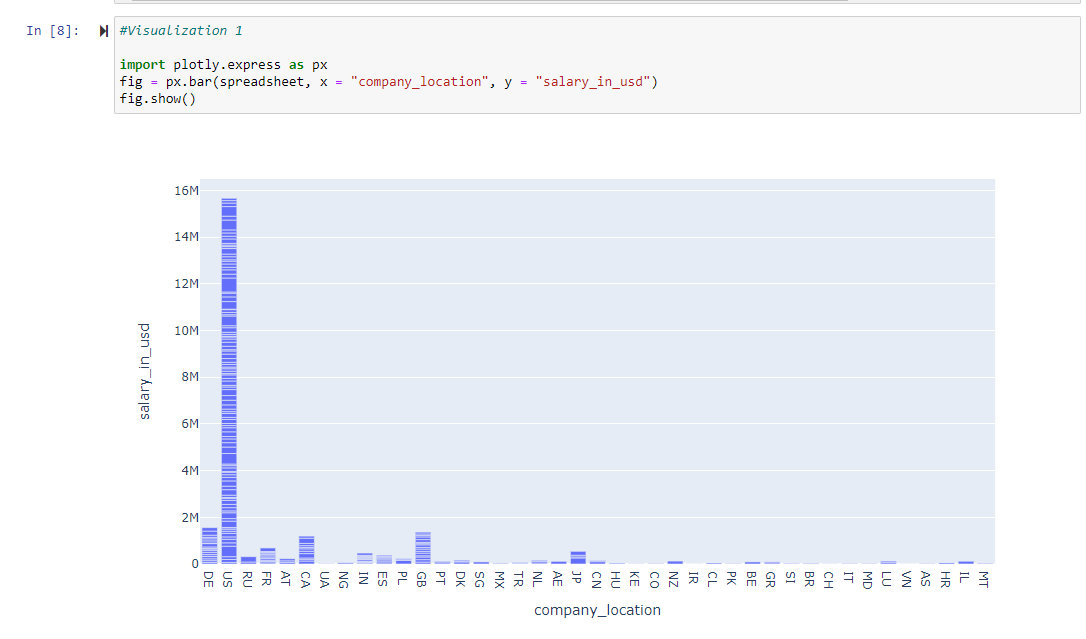 In [8]:
#Visualization 1
import plotly.express as px
fig = px.bar(spreadsheet, x = "company_location", y = "salary_in_usd")
fig.show()
16M
14M
12M
10M
8M
6M
4M
2M
0
salary_in_usd
DE US RU FR AT CA UA NG IN ES PL GB PT DK SG MX TR NL AE JP CN HU KE CO NZ IR CL PK BE GR SI BR CH IT MD LU VN AS HR IL MT
company_location